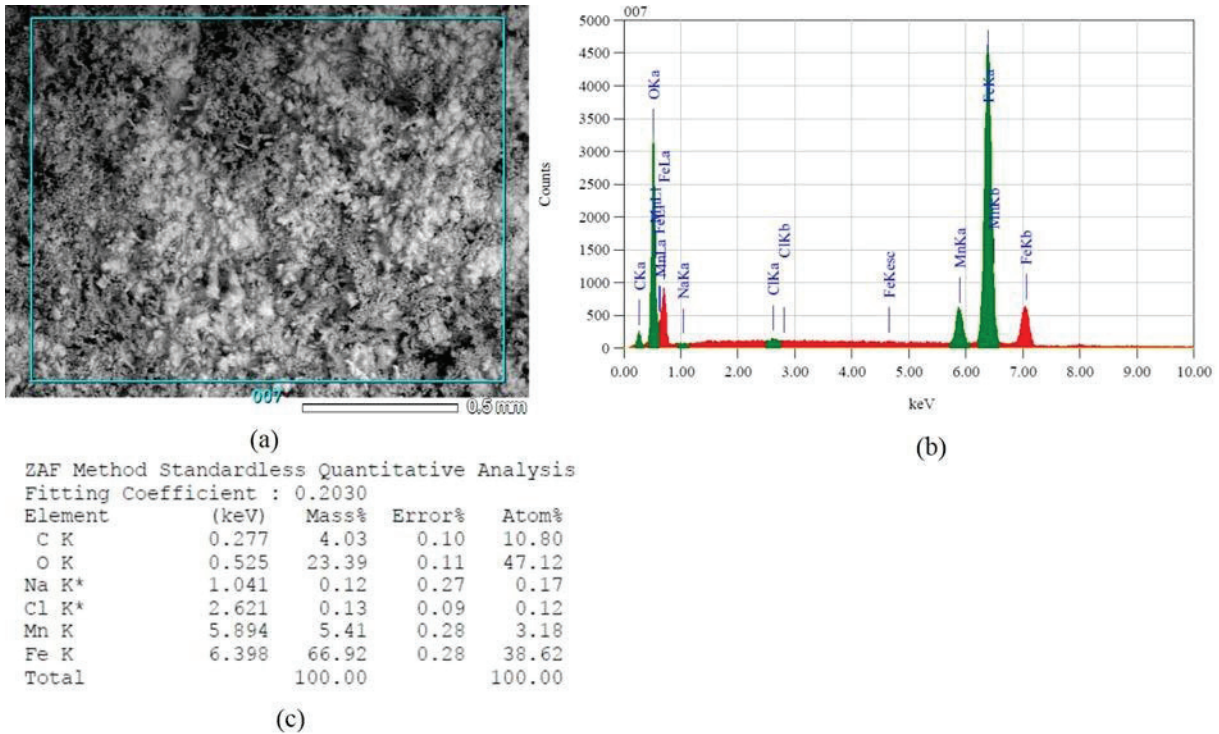 007
0.5 mm
(a)
007
Counts
5000
4500
4000
3500
3000
2500
2000
1500
1000
500
0
CKa
OKa
MnLl
FeLl
MnLa
FeLa
NaKa
ClKa
ClKb
FeKesc
MnKa
FeKa
MnKb
FeKb
0.00 1.00 2.00 3.00 4.00 5.00 6.00 7.00 8.00 9.00 10.00
keV
(b)
ZAF Method Standardless Quantitative Analysis
Fitting Coefficient : 0.2030
Element (keV) Mass% Error% Atom%
C K 0.277 4.03 0.10 10.80
O K 0.525 23.39 0.11 47.12
Na K* 1.041 0.12 0.27 0.17
Cl K* 2.621 0.13 0.09 0.12
Mn K 5.894 5.41 0.28 3.18
Fe K 6.398 66.92 0.28 38.62
Total 100.00 100.00
(c)